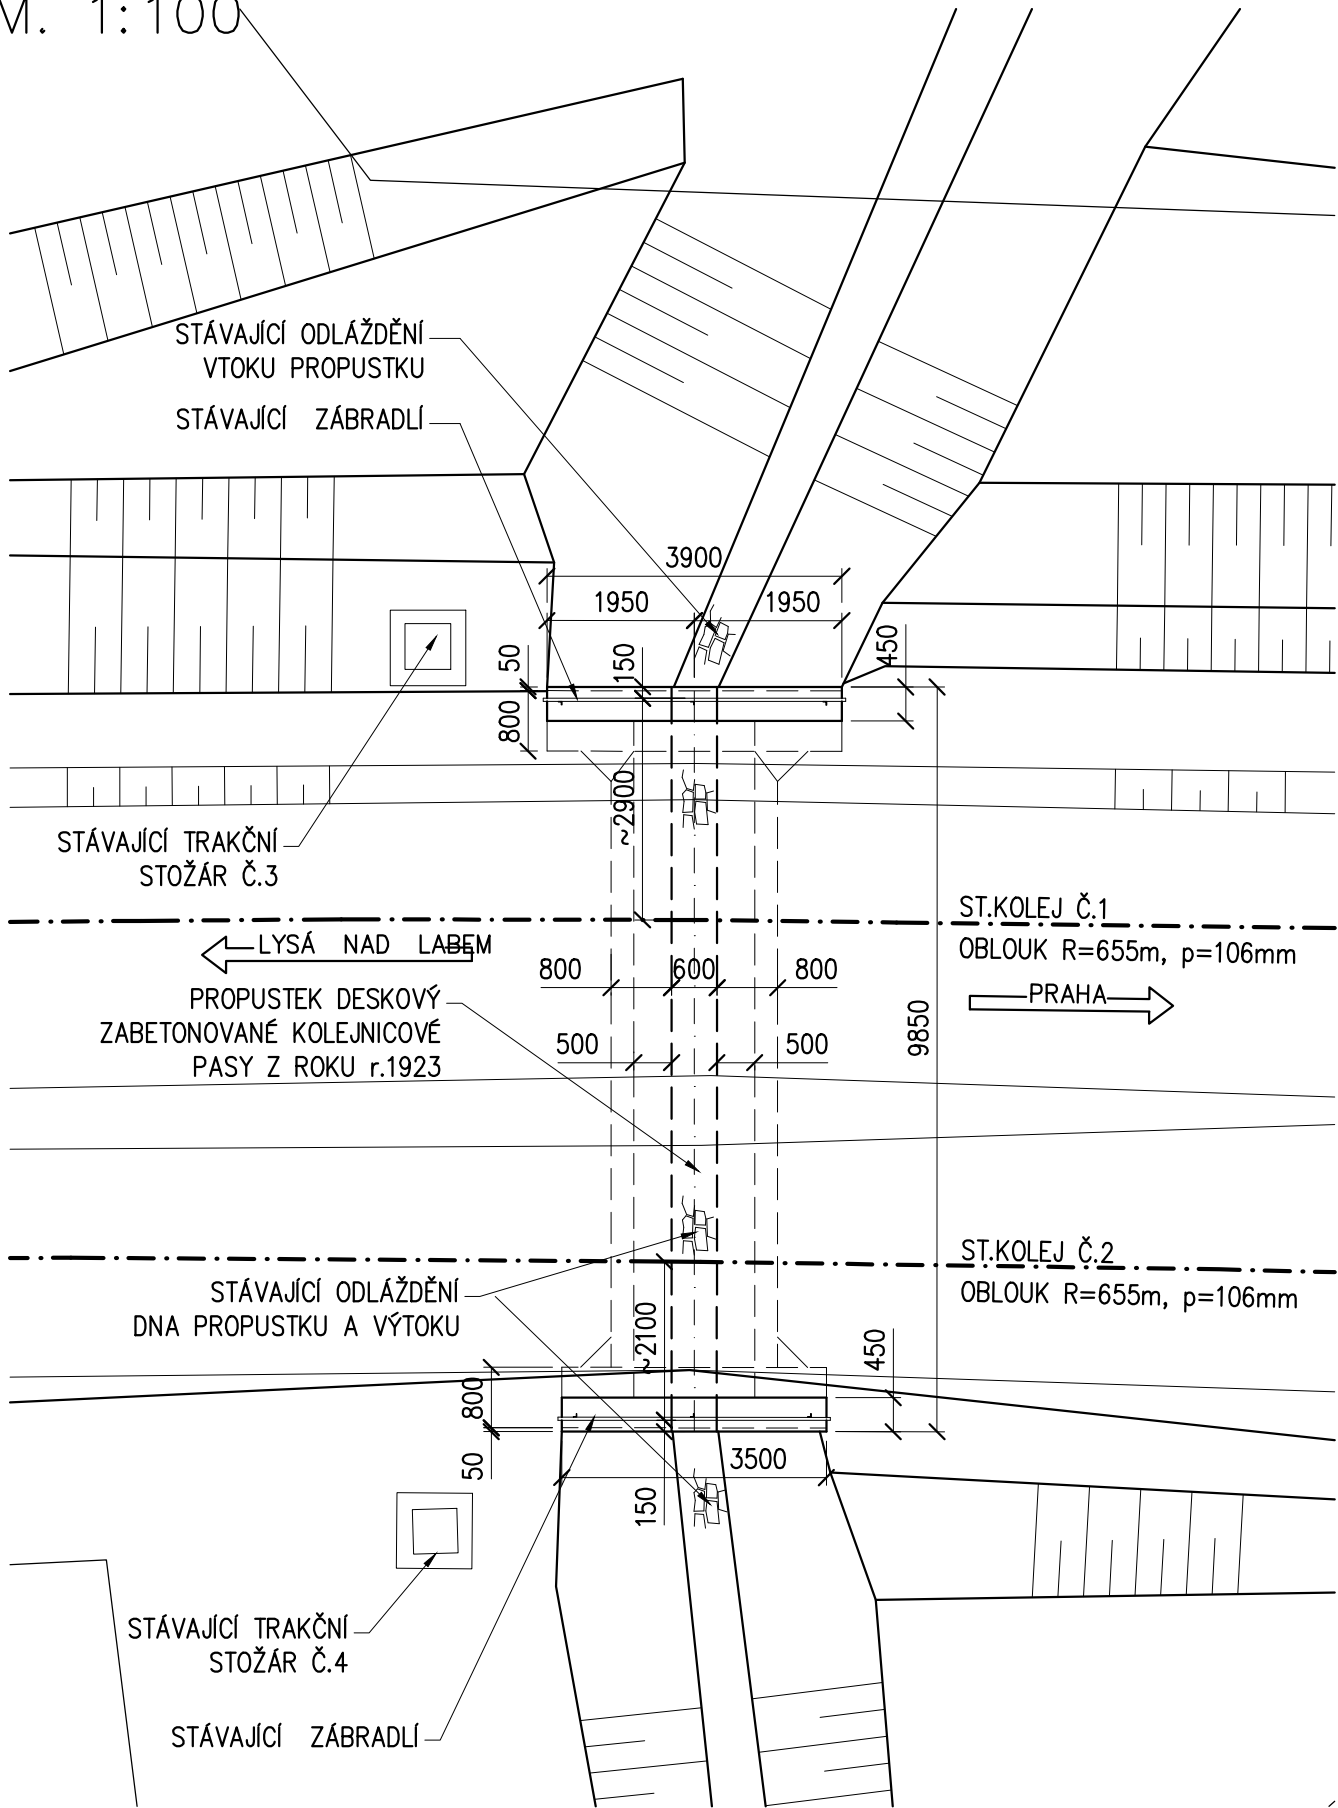 M. 1:100
STÁVAJÍCÍ ODLÁŽDĚNÍ
VTOKU PROPUSTKU
STÁVAJÍCÍ ZÁBRADLÍ
3900
1950
1950
50
150
450
800
~2900
STÁVAJÍCÍ TRAKČNÍ
STOŽÁR Č.3
ST.KOLEJ Č.1
OBLOUK R=655m, p=106mm
LYSÁ NAD LABEM
800
600
800
PRAHA
PROPUSTEK DESKOVÝ
ZABETONOVANÉ KOLEJNICOVÉ
PASY Z ROKU r.1923
500
500
9850
ST.KOLEJ Č.2
OBLOUK R=655m, p=106mm
STÁVAJÍCÍ ODLÁŽDĚNÍ
DNA PROPUSTKU A VÝTOKU
~2100
450
800
50
3500
150
STÁVAJÍCÍ TRAKČNÍ
STOŽÁR Č.4
STÁVAJÍCÍ ZÁBRADLÍ